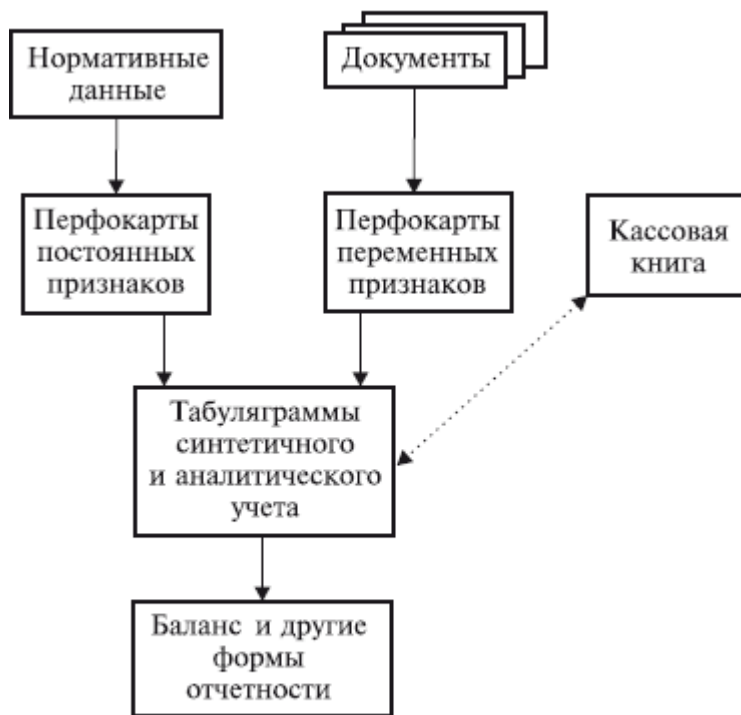 Нормативные
данные
Документы
Перфокарты
постоянных
признаков
Перфокарты
переменных
признаков
Кассовая
книга
Табуляграммы
синтетичного
и аналитического
учета
Баланс и другие
формы
отчетности